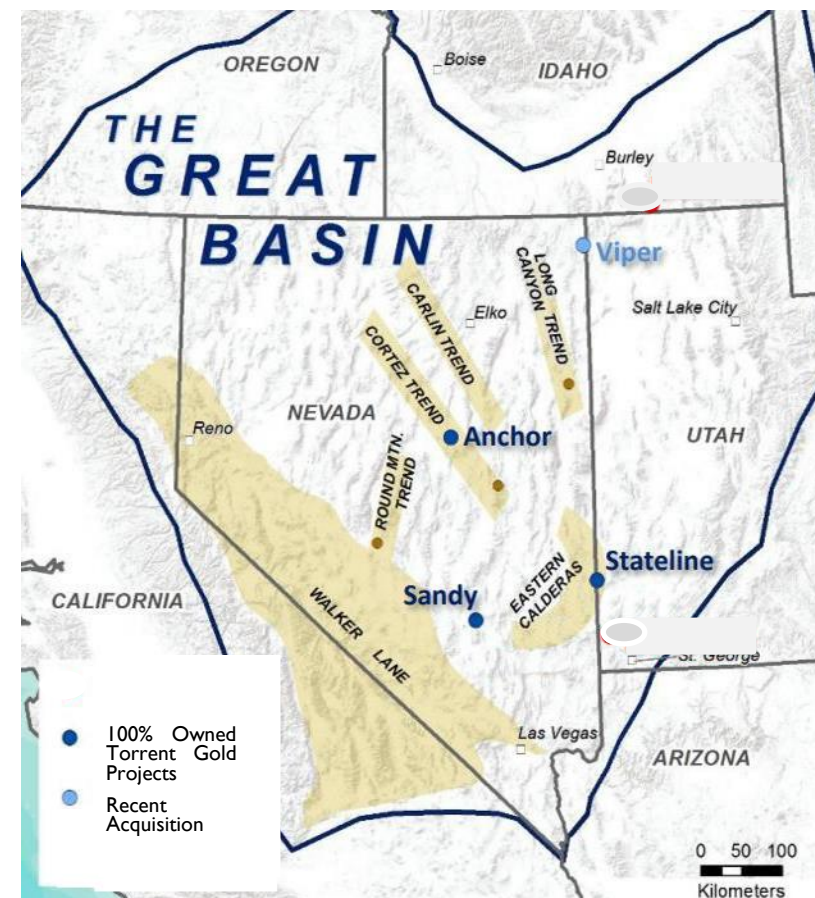 OREGON
Boise
IDAHO
THE
GREAT
BASIN
Burley
Viper
LONG
CANYON TREND
CARLIN TREND
Elko
Salt Lake City
CORTEZ TREND
NEVADA
Reno
Anchor
UTAH
ROUND MTN.
TREND
Stateline
EASTERN
CALDERAS
Sandy
CALIFORNIA
WALKER LANE
St. George
Las Vegas
ARIZONA
100% Owned
Torrent Gold
Projects
Recent
Acquisition
0 50 100
Kilometers